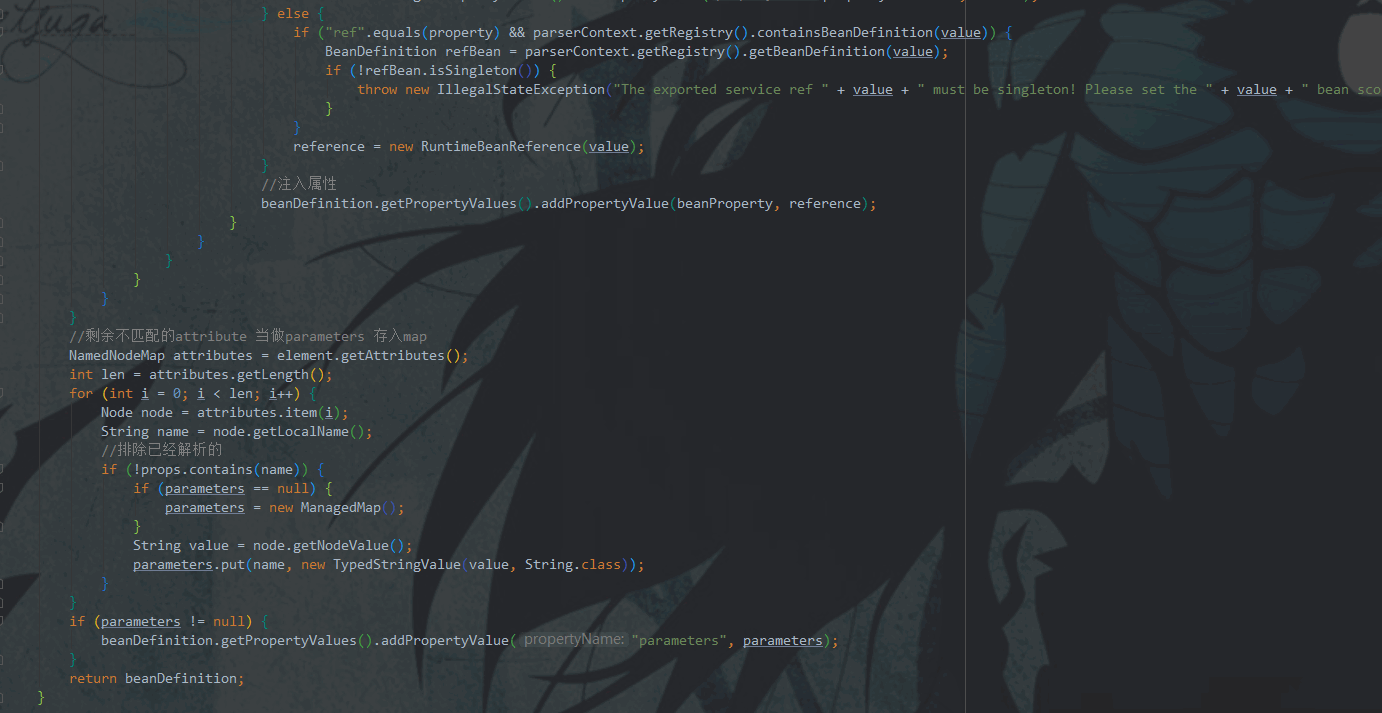 } else {
if ("ref".equals(property) && parserContext.getRegistry().containsBeanDefinition(value)) {
BeanDefinition refBean = parserContext.getRegistry().getBeanDefinition(value);
if (!refBean.isSingleton()) {
throw new IllegalStateException("The exported service ref " + value + " must be singleton! Please set the " + value + " bean sco
}
}
reference = new RuntimeBeanReference(value);
}
//注入属性
beanDefinition.getPropertyValues().addPropertyValue(beanProperty, reference);
}
}
}
}
}
}
//剩余不匹配的attribute 当做parameters 存入map
NamedNodeMap attributes = element.getAttributes();
int len = attributes.getLength();
for (int i = 0; i < len; i++) {
Node node = attributes.item(i);
String name = node.getLocalName();
//排除已经解析的
if (!props.contains(name)) {
if (parameters == null) {
parameters = new ManagedMap();
}
String value = node.getNodeValue();
parameters.put(name, new TypedStringValue(value, String.class));
}
}
if (parameters != null) {
beanDefinition.getPropertyValues().addPropertyValue( propertyName: "parameters", parameters);
}
return beanDefinition;
}